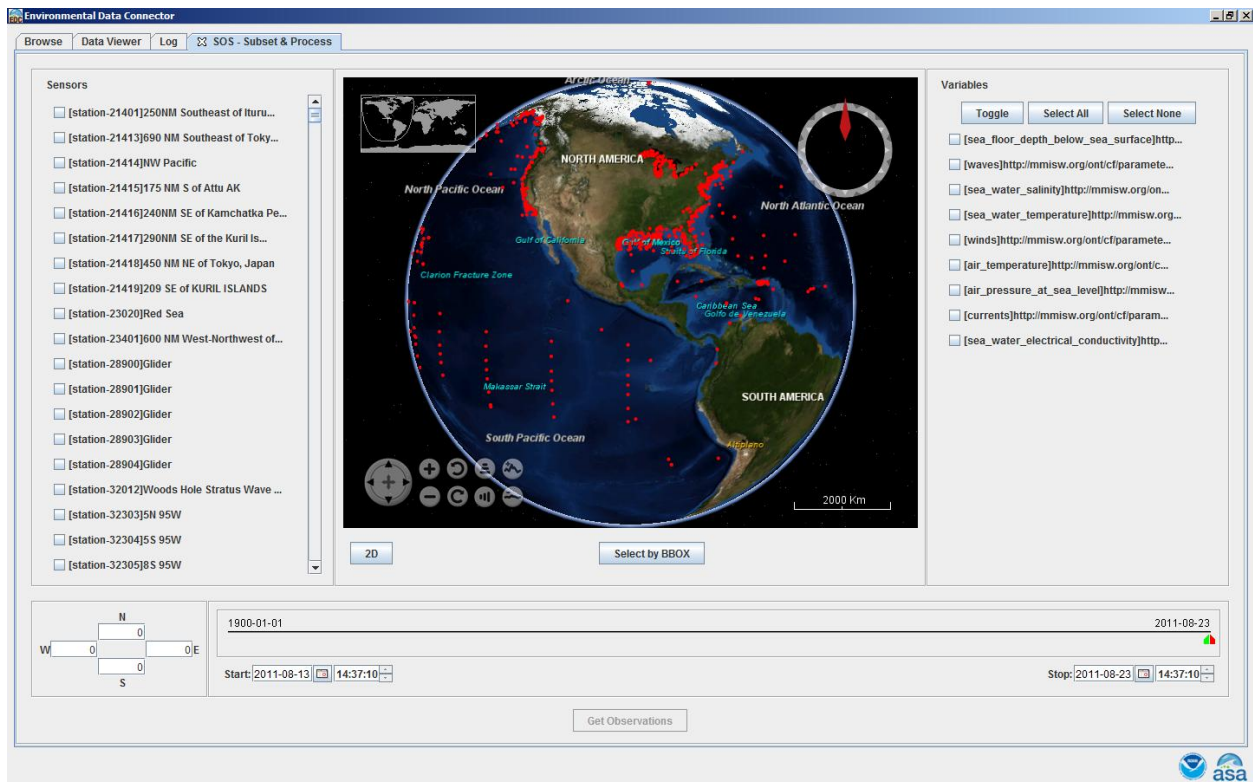 EDC Environmental Data Connector
Browse Data Viewer Log SOS - Subset & Process
Sensors
[station-21401]250NM Southeast of Ituru...
[station-21413]690 NM Southeast of Toky...
[station-21414]NW Pacific
[station-21415]175 NM S of Attu AK
[station-21416]240NM SE of Kamchatka Pe...
[station-21417]290NM SE of the Kuril Is...
[station-21418]450 NM NE of Tokyo, Japan
[station-21419]209 SE of KURIL ISLANDS
[station-23020]Red Sea
[station-23401]600 NM West-Northwest of...
[station-28900]Glider
[station-28901]Glider
[station-28902]Glider
[station-28903]Glider
[station-28904]Glider
[station-32012]Woods Hole Stratus Wave ...
[station-32303]5N 95W
[station-32304]5S 95W
[station-32305]8S 95W
Arctic Ocean
NORTH AMERICA
North Pacific Ocean
North Atlantic Ocean
Gulf of California
Gulf of Mexico
Straits of Florida
Clarion Fracture Zone
Caribbean Sea
Golfo de Venezuela
Makassar Strait
SOUTH AMERICA
South Pacific Ocean
Altiplano
2000 Km
2D
Select by BBOX
Variables
Toggle Select All Select None
[sea_floor_depth_below_sea_surface]http...
[waves]http://mmisw.org/ont/cf/paramete...
[sea_water_salinity]http://mmisw.org/on...
[sea_water_temperature]http://mmisw.org...
[winds]http://mmisw.org/ont/cf/paramete...
[air_temperature]http://mmisw.org/ont/c...
[air_pressure_at_sea_level]http://mmisw...
[currents]http://mmisw.org/ont/cf/param...
[sea_water_electrical_conductivity]http...
N
0
W 0 0 E
0
S
1900-01-01 2011-08-23
Start: 2011-08-13 14:37:10 Stop: 2011-08-23 14:37:10
Get Observations
asa